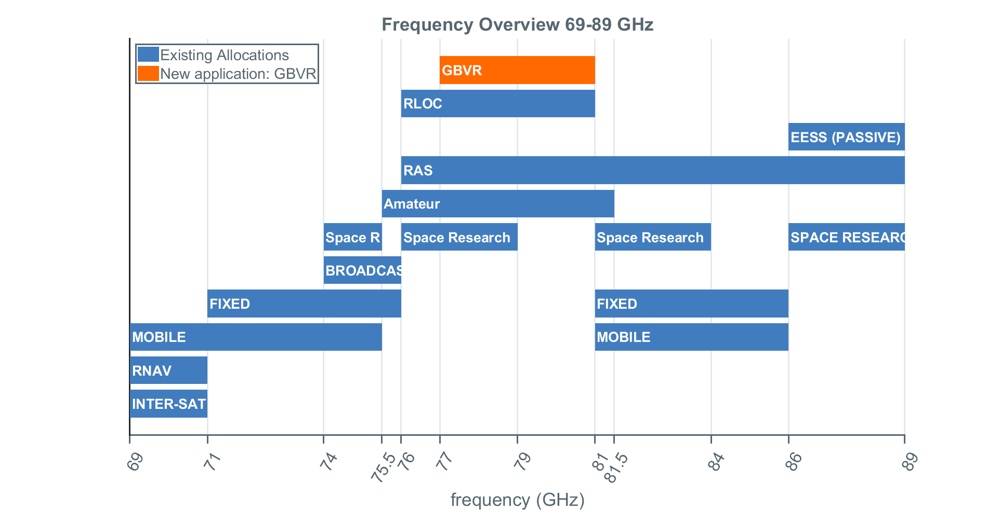 Frequency Overview 69-89 GHz
Existing Allocations
New application: GBVR
GBVR
RLOC
EESS (PASSIVE)
RAS
Amateur
Space R Space Research Space Research SPACE RESEARC
BROADCAS
FIXED FIXED
MOBILE MOBILE
RNAV
INTER-SAT
69 71 74 75.5 76 77 79 81 81.5 84 86 89
frequency (GHz)